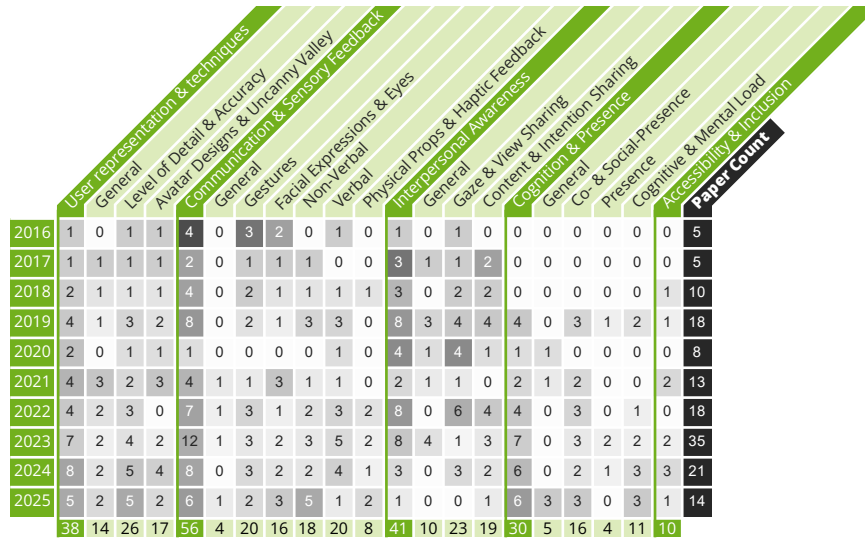 User representation & techniques
General
Level of Detail & Accuracy
Avatar Designs & Uncanny Valley
Communication & Sensory Feedback
General
Gestures
Facial Expressions & Eyes
Non-Verbal
Verbal
Physical Props & Haptic Feedback
Interpersonal Awareness
General
Gaze & View Sharing
Content & Intention Sharing
Cognition & Presence
General
Co- & Social-Presence
Presence
Cognitive & Mental Load
Accessibility & Inclusion
Paper Count
2016 1 0 1 1 4 0 3 2 0 1 0 1 0 1 0 0 0 0 0 0 0 5
2017 1 1 1 1 2 0 1 1 1 0 0 3 1 1 2 0 0 0 0 0 0 5
2018 2 1 1 1 4 0 2 1 1 1 1 3 0 2 2 0 0 0 0 0 1 10
2019 4 1 3 2 8 0 2 1 3 3 0 8 3 4 4 4 0 3 1 2 1 18
2020 2 0 1 1 1 0 0 0 0 1 0 4 1 4 1 1 1 0 0 0 0 8
2021 4 3 2 3 4 1 1 3 1 1 0 2 1 1 0 2 1 2 0 0 2 13
2022 4 2 3 0 7 1 3 1 2 3 2 8 0 6 4 4 0 3 0 1 0 18
2023 7 2 4 2 12 1 3 2 3 5 2 8 4 1 3 7 0 3 2 2 2 35
2024 8 2 5 4 8 0 3 2 2 4 1 3 0 3 2 6 0 2 1 3 3 21
2025 5 2 5 2 6 1 2 3 5 1 2 1 0 0 1 6 3 3 0 3 1 14
38 14 26 17 56 4 20 16 18 20 8 41 10 23 19 30 5 16 4 11 10